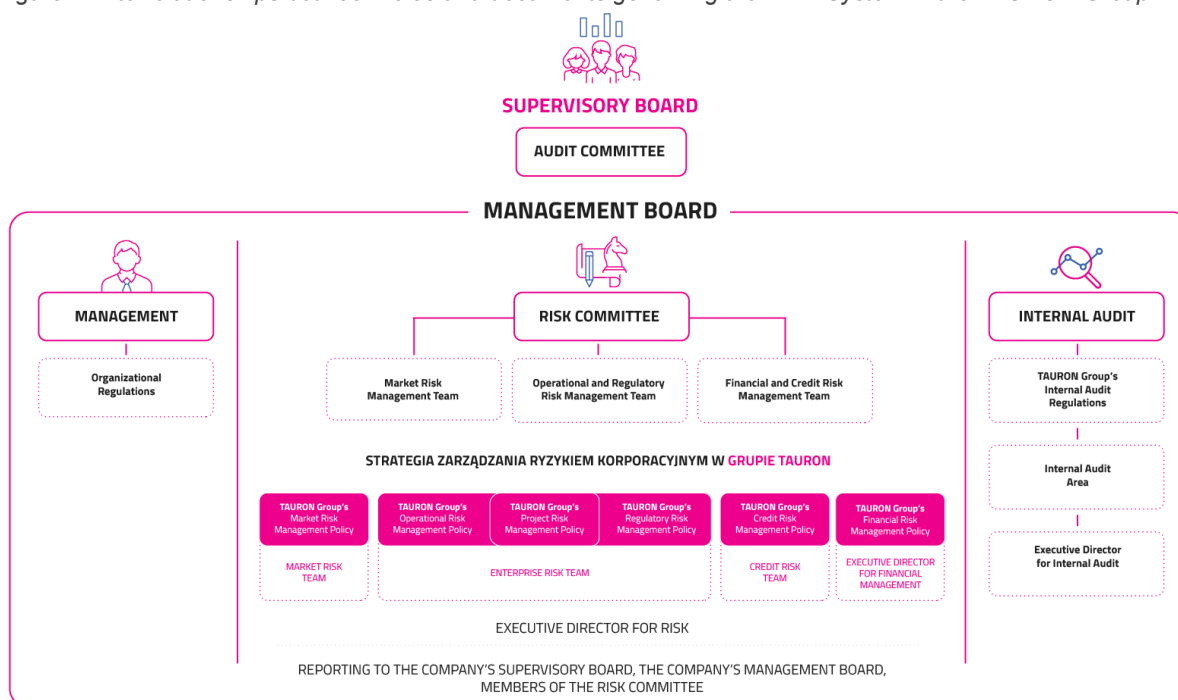 SUPERVISORY BOARD
AUDIT COMMITTEE
MANAGEMENT BOARD
MANAGEMENT
Organizational
Regulations
RISK COMMITTEE
Market Risk
Management Team
Operational and Regulatory
Risk Management Team
Financial and Credit Risk
Management Team
STRATEGIA ZARZĄDZANIA RYZYKIEM KORPORACYJNYM W GRUPIE TAURON
TAURON Group's
Market Risk
Management Policy
TAURON Group's
Operational Risk
Management Policy
TAURON Group's
Project Risk
Management Policy
TAURON Group's
Regulatory Risk
Management Policy
TAURON Group's
Credit Risk
Management Policy
TAURON Group's
Financial Risk
Management Policy
MARKET RISK
TEAM
ENTERPRISE RISK TEAM
CREDIT RISK
TEAM
EXECUTIVE DIRECTOR
FOR FINANCIAL
MANAGEMENT
EXECUTIVE DIRECTOR FOR RISK
REPORTING TO THE COMPANY'S SUPERVISORY BOARD, THE COMPANY'S MANAGEMENT BOARD,
MEMBERS OF THE RISK COMMITTEE
INTERNAL AUDIT
TAURON Group's
Internal Audit
Regulations
Internal Audit
Area
Executive Director
for Internal Audit